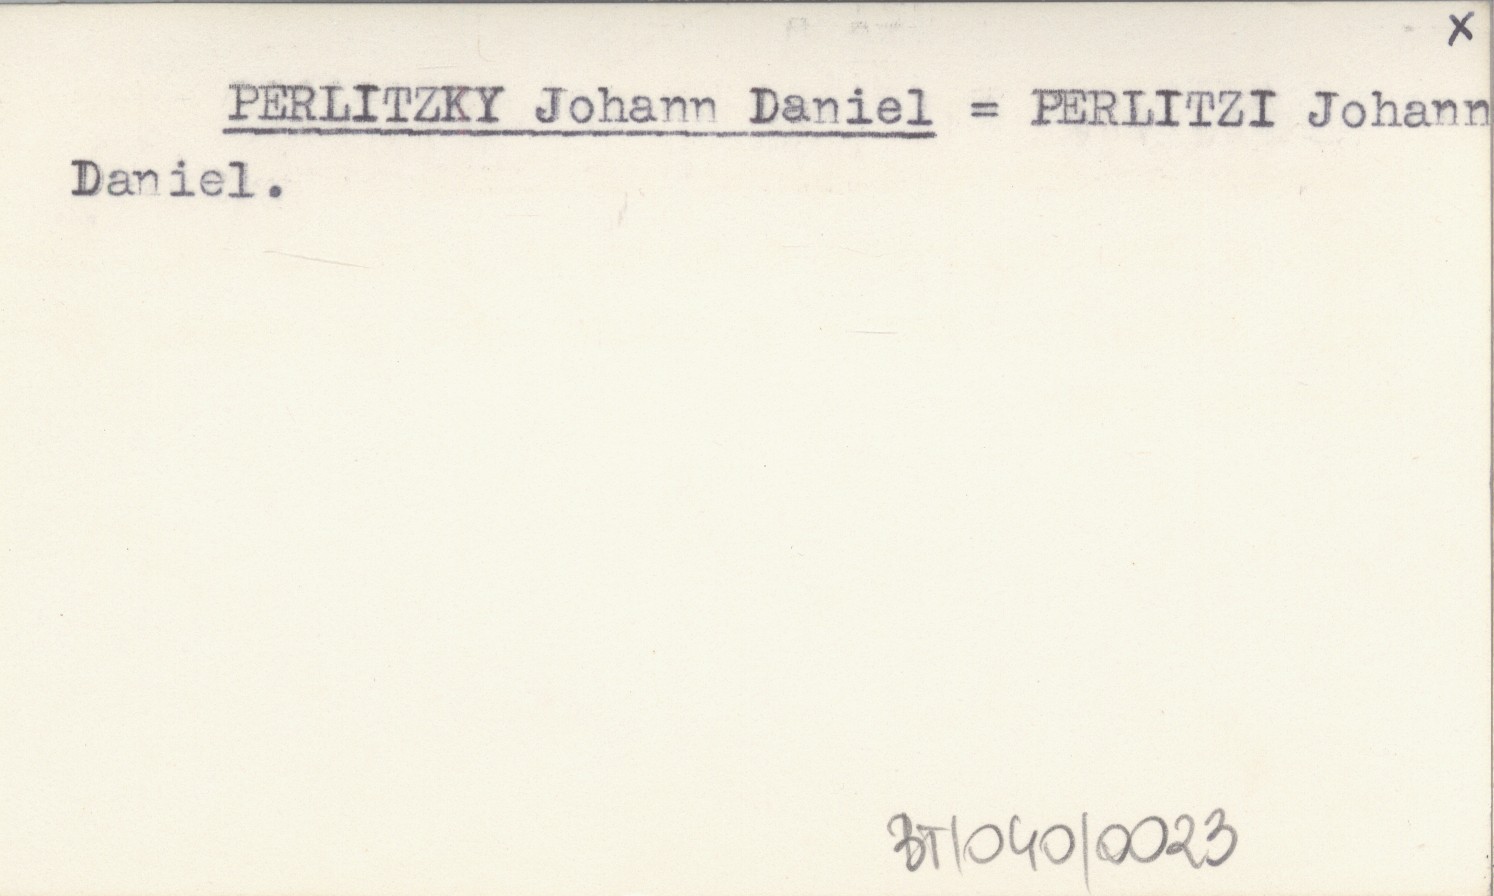 x
PERLITZKY Johann Daniel = PERLITZI Johann
Daniel.
BT/040/0023